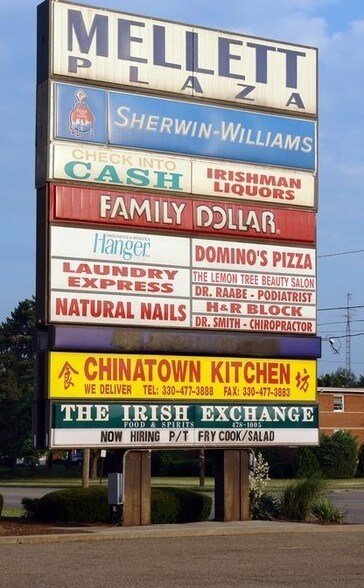 MELLETT
PLAZA
SHERWIN-WILLIAMS
CHECK INTO
CASH
IRISHMAN
LIQUORS
FAMILY DOLLAR
Hanger
DOMINO'S PIZZA
LAUNDRY
EXPRESS
THE LEMON TREE BEAUTY SALON
DR. RAABE - PODIATRIST
NATURAL NAILS
H&R BLOCK
DR. SMITH - CHIROPRACTOR
食 CHINATOWN KITCHEN 坊
WE DELIVER TEL: 330-477-3888 FAX: 330-477-3883
THE IRISH EXCHANGE
FOOD & SPIRITS 478-1005
NOW HIRING P/T FRY COOK/SALAD